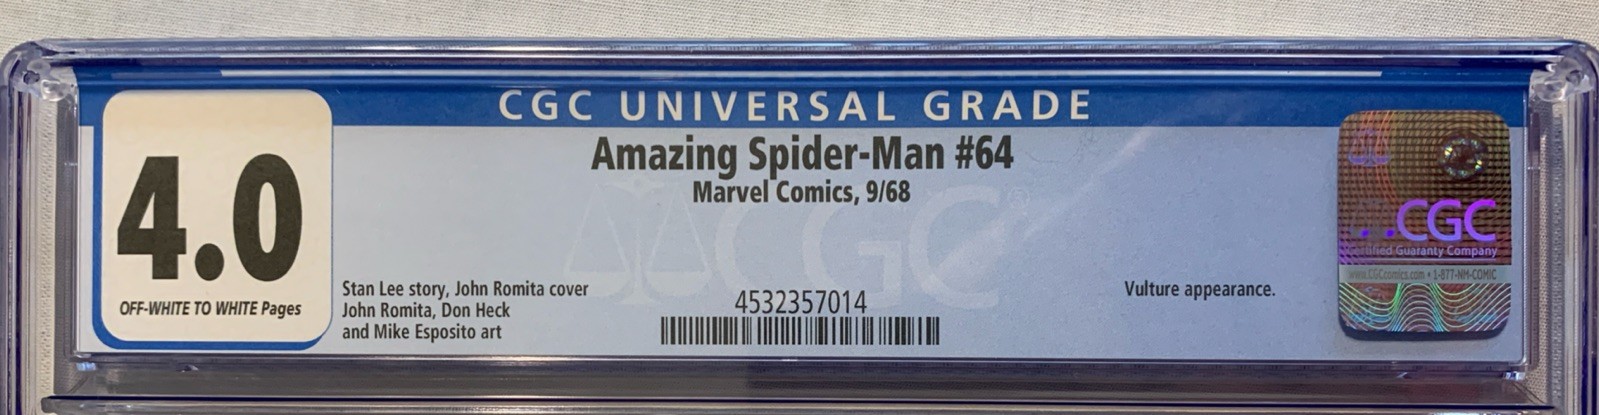 CGC UNIVERSAL GRADE
4.0
OFF-WHITE TO WHITE Pages
Amazing Spider-Man #64
Marvel Comics, 9/68
Stan Lee story, John Romita cover
John Romita, Don Heck
and Mike Esposito art
4532357014
Vulture appearance.
CGC
CGC
Certified Guaranty Company
www.CGCcomics.com • 1-877-NM-COMIC